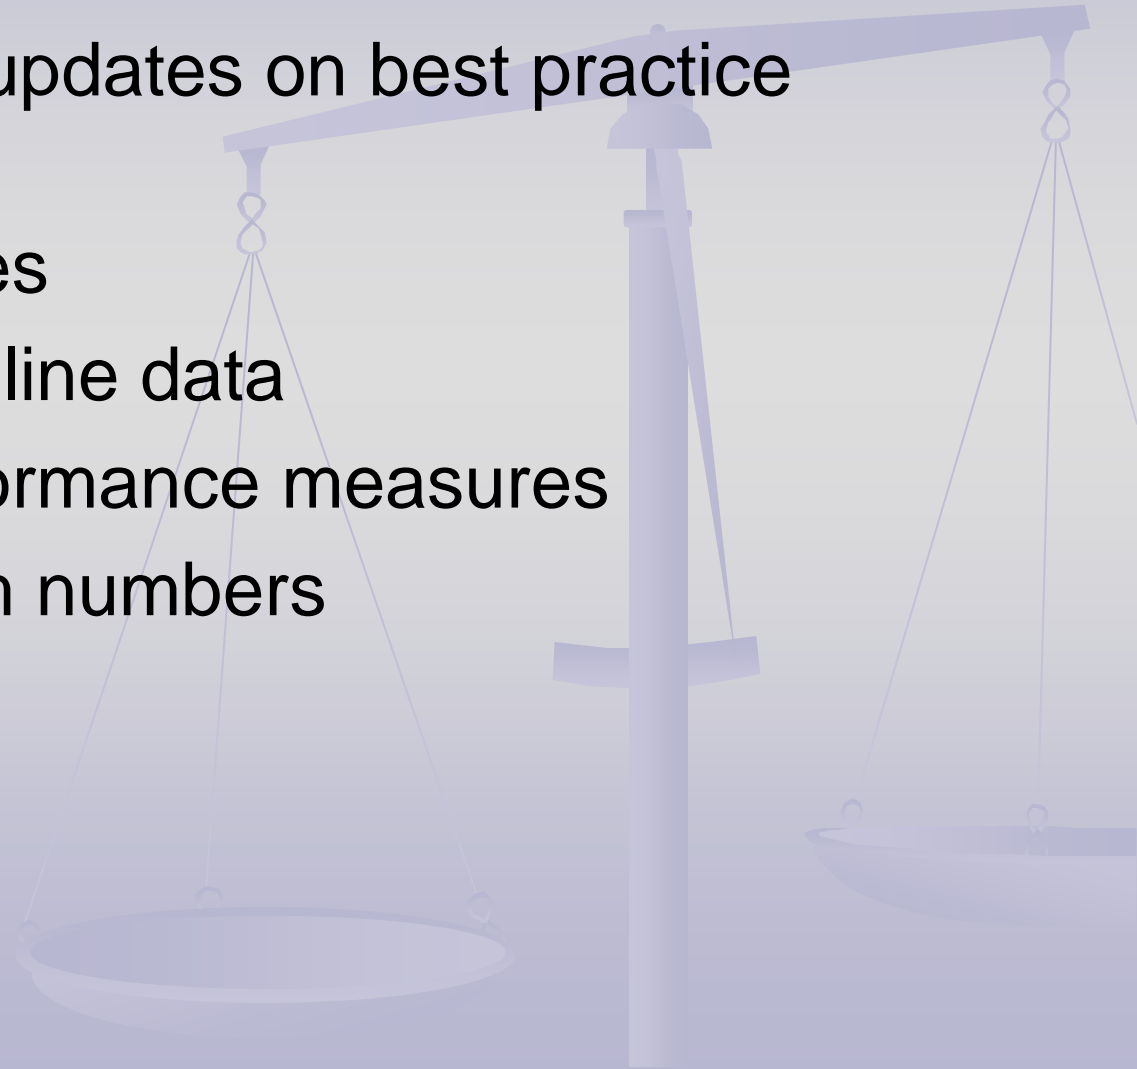 updates on best practice
es
line data
ormance measures
n numbers